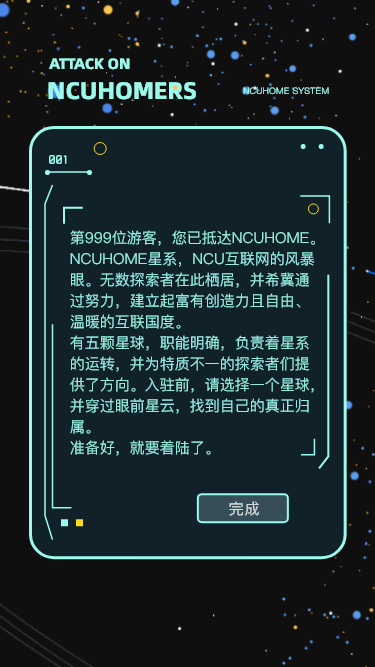 ATTACK ON
NCUHOMERS
NCUHOME SYSTEM
001
第999位游客，您已抵达NCUHOME。
NCUHOME星系，NCU互联网的风暴
眼。无数探索者在此栖居，并希冀通
过努力，建立起富有创造力且自由、
温暖的互联国度。
有五颗星球，职能明确，负责着星系
的运转，并为特质不一的探索者们提
供了方向。入驻前，请选择一个星球，
并穿过眼前星云，找到自己的真正归
属。
准备好，就要着陆了。
完成